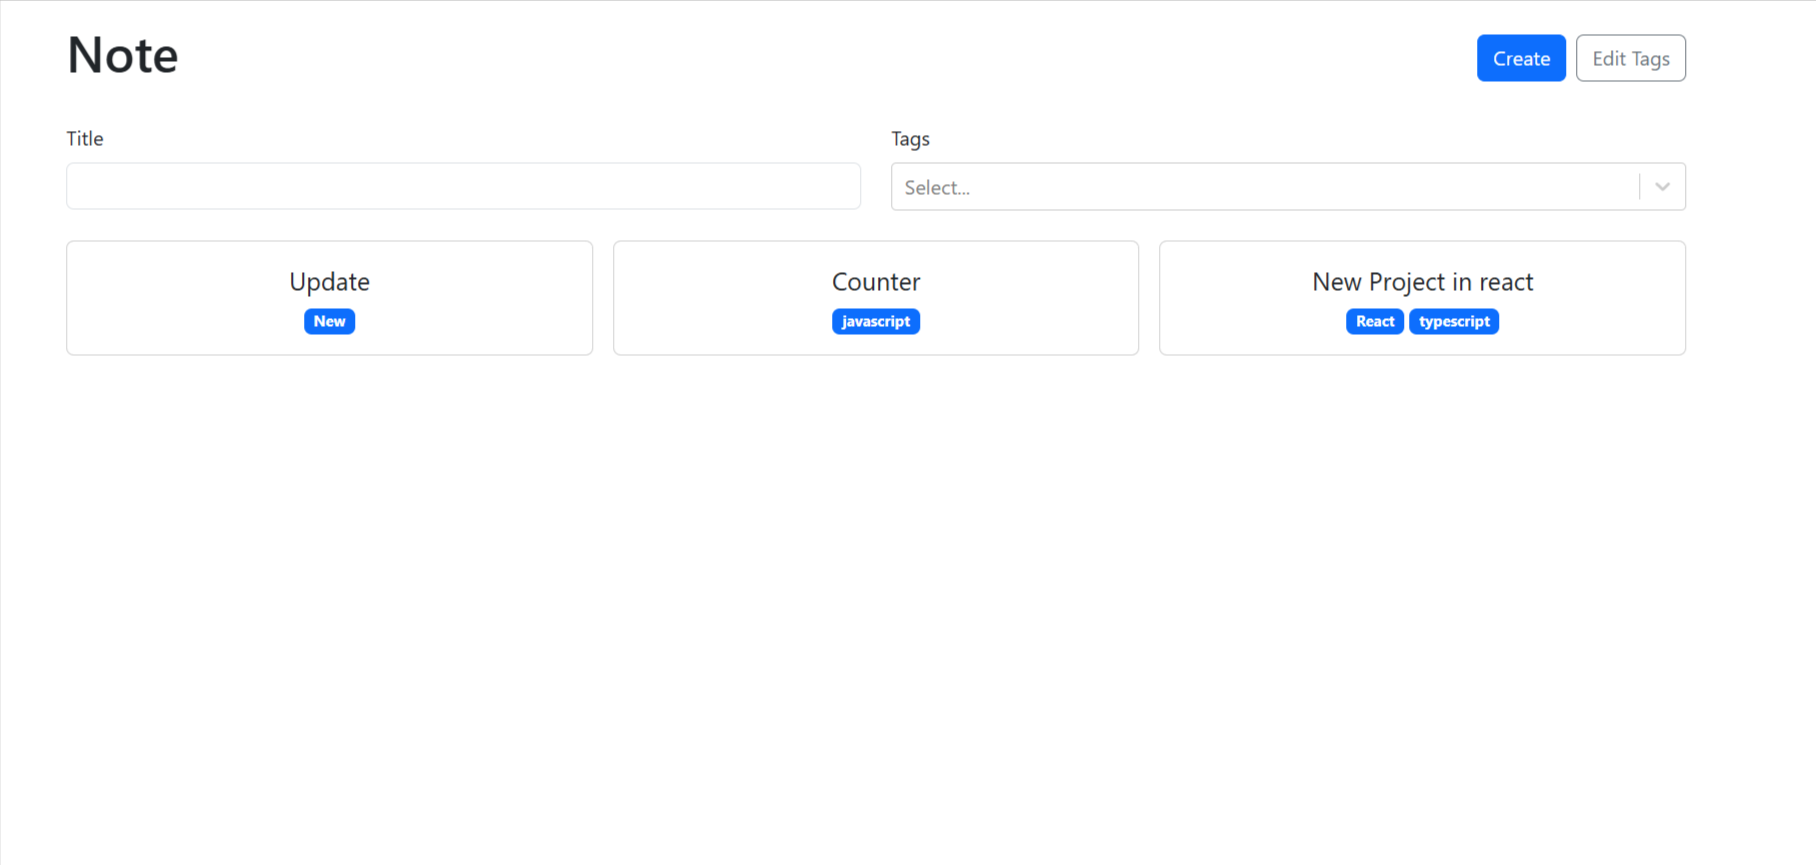 Note
Create Edit Tags
Title
Tags
Select...
Update
New
Counter
javascript
New Project in react
React typescript